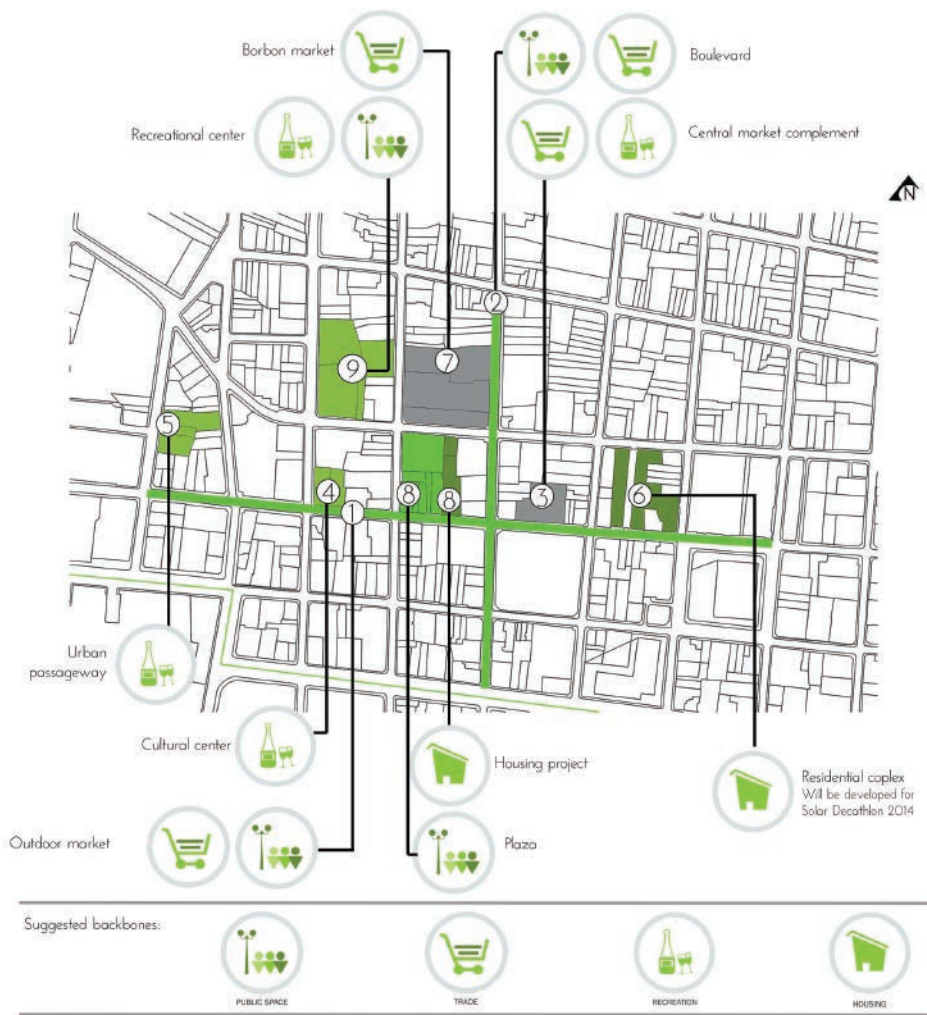 Borbon market
Boulevard
Recreational center
Central market complement
N
2
9
7
5
4
1
8
8
3
6
Urban
passageway
Cultural center
Housing project
Residential coplex
Will be developed for
Solar Decathlon 2014
Outdoor market
Plaza
Suggested backbones:
PUBLIC SPACE
TRADE
RECREATION
HOUSING